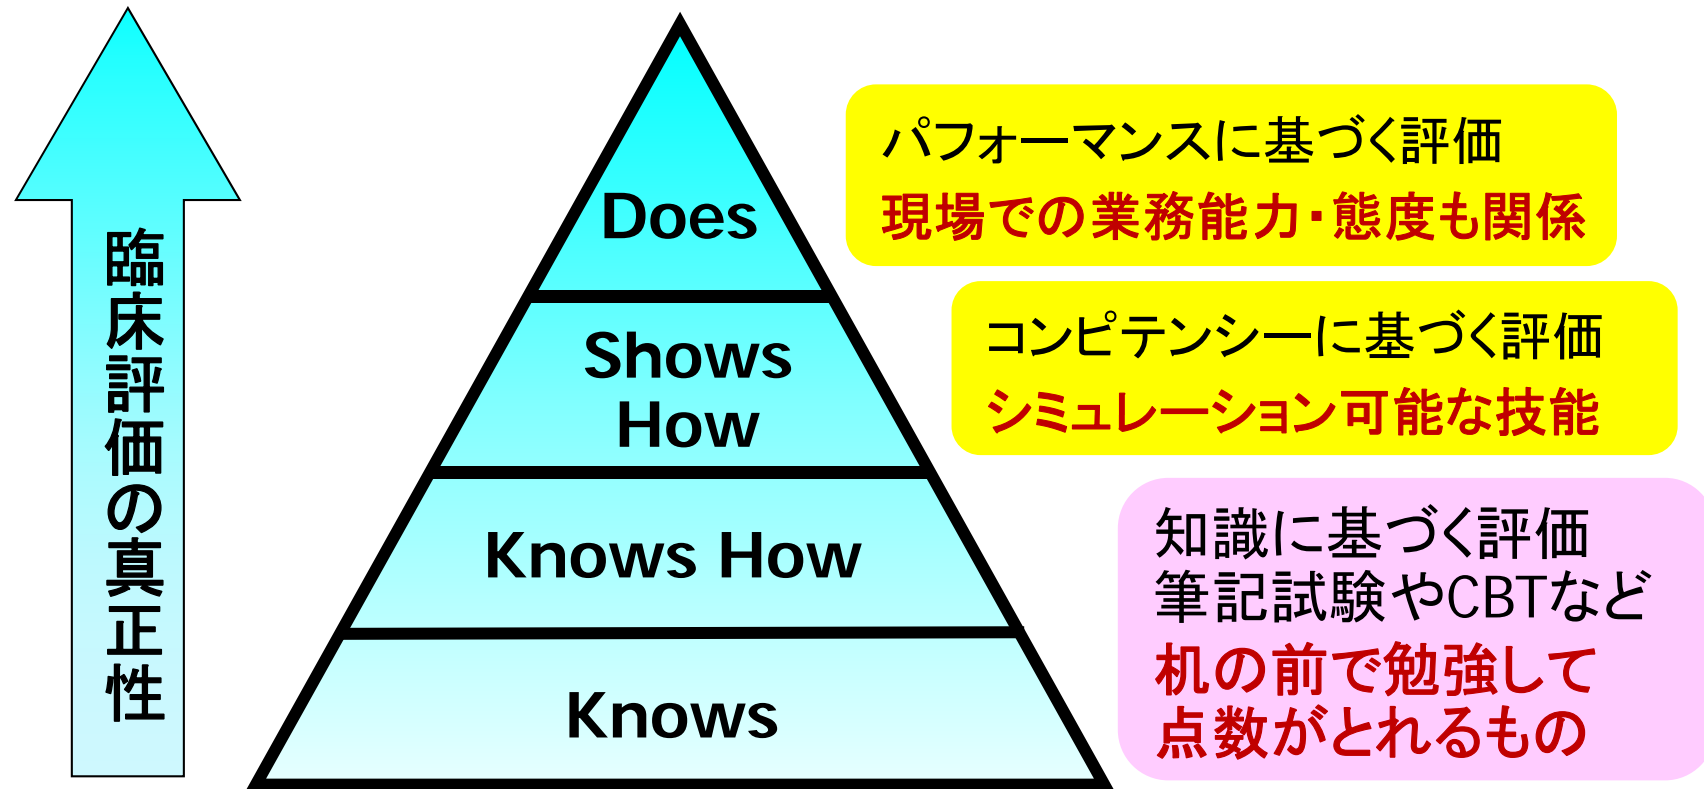 臨床評価の真正性
Does
Shows
How
Knows How
Knows
パフォーマンスに基づく評価
現場での業務能力・態度も関係
コンピテンシーに基づく評価
シミュレーション可能な技能
知識に基づく評価
筆記試験やCBTなど
机の前で勉強して
点数がとれるもの